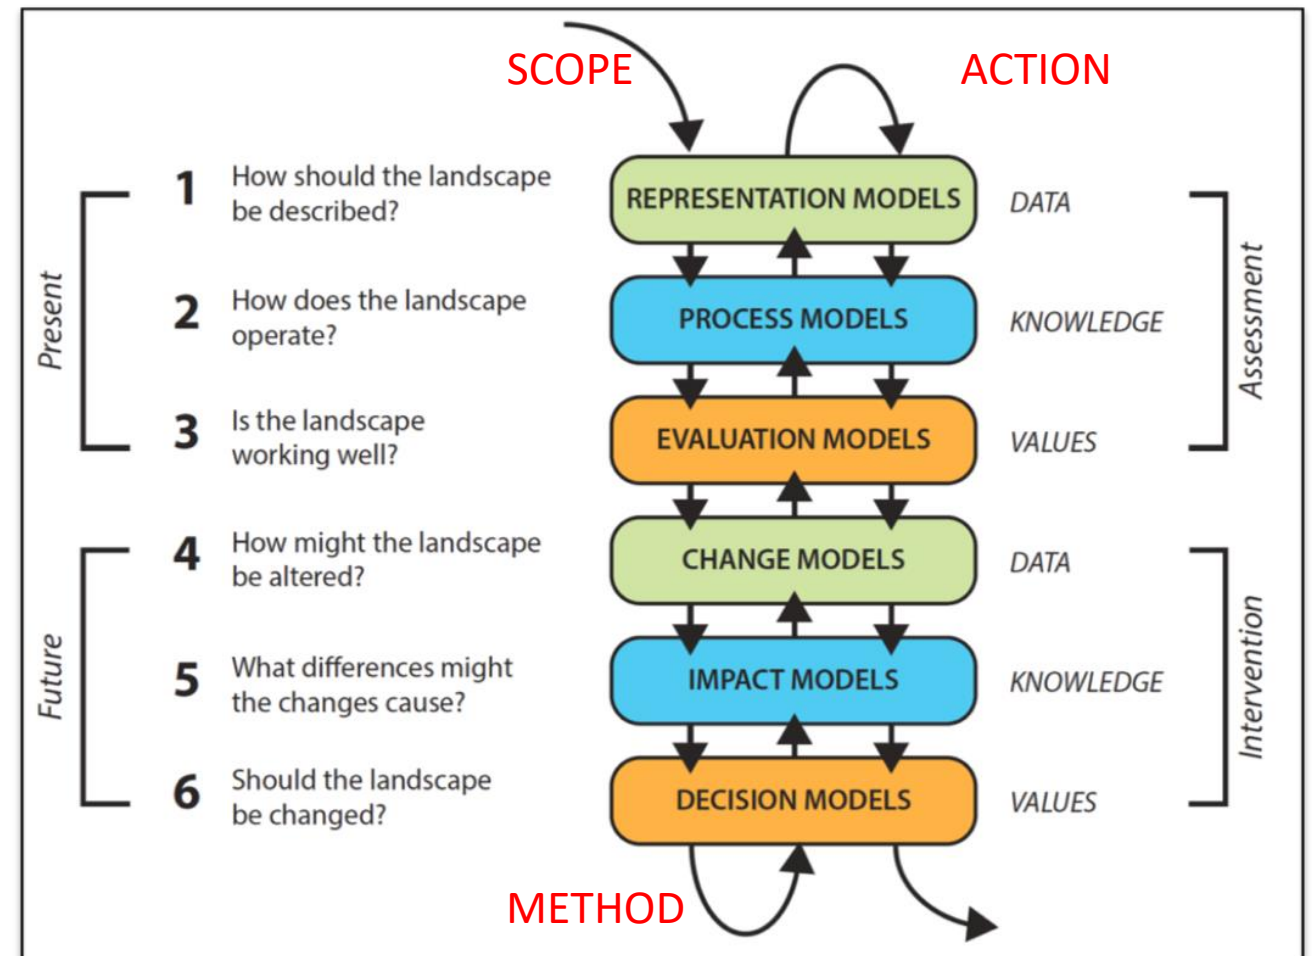 SCOPE
ACTION
Present
1
How should the landscape
be described?
REPRESENTATION MODELS
DATA
2
How does the landscape
operate?
PROCESS MODELS
KNOWLEDGE
3
Is the landscape
working well?
EVALUATION MODELS
VALUES
Assessment
Future
4
How might the landscape
be altered?
CHANGE MODELS
DATA
5
What differences might
the changes cause?
IMPACT MODELS
KNOWLEDGE
6
Should the landscape
be changed?
DECISION MODELS
VALUES
Intervention
METHOD